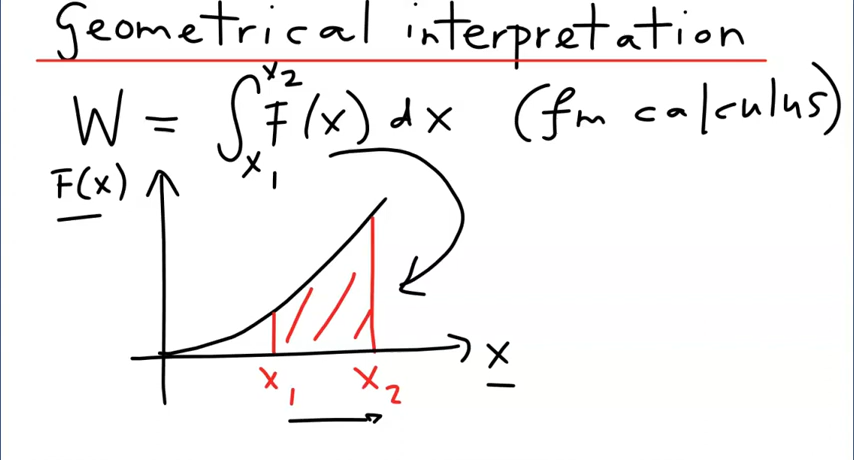 Geometrical interpretation
W = ∫x₁x₂ F(x) dx (fm calculus)
F(x)
x
x₁ x₂